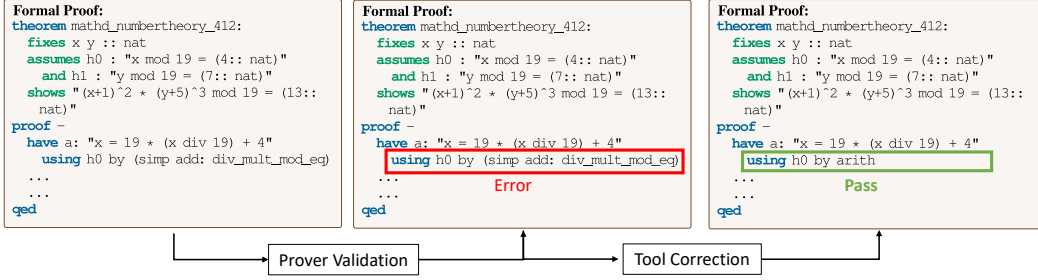 Formal Proof:
theorem mathd_numbertheory_412:
fixes x y :: nat
assumes h0 : "x mod 19 = (4:: nat)"
and h1 : "y mod 19 = (7:: nat)"
shows "(x+1)^2 * (y+5)^3 mod 19 = (13::
nat)"
proof -
have a: "x = 19 * (x div 19) + 4"
using h0 by (simp add: div_mult_mod_eq)
...
...
qed
Formal Proof:
theorem mathd_numbertheory_412:
fixes x y :: nat
assumes h0 : "x mod 19 = (4:: nat)"
and h1 : "y mod 19 = (7:: nat)"
shows "(x+1)^2 * (y+5)^3 mod 19 = (13::
nat)"
proof -
have a: "x = 19 * (x div 19) + 4"
using h0 by (simp add: div_mult_mod_eq)
Error
...
...
qed
Formal Proof:
theorem mathd_numbertheory_412:
fixes x y :: nat
assumes h0 : "x mod 19 = (4:: nat)"
and h1 : "y mod 19 = (7:: nat)"
shows "(x+1)^2 * (y+5)^3 mod 19 = (13::
nat)"
proof -
have a: "x = 19 * (x div 19) + 4"
using h0 by arith
Pass
...
...
qed
Prover Validation
Tool Correction